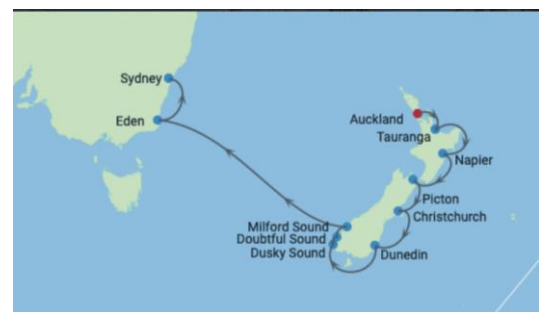 Sydney
Eden
Auckland
Tauranga
Napier
Picton
Christchurch
Milford Sound
Doubtful Sound
Dusky Sound
Dunedin